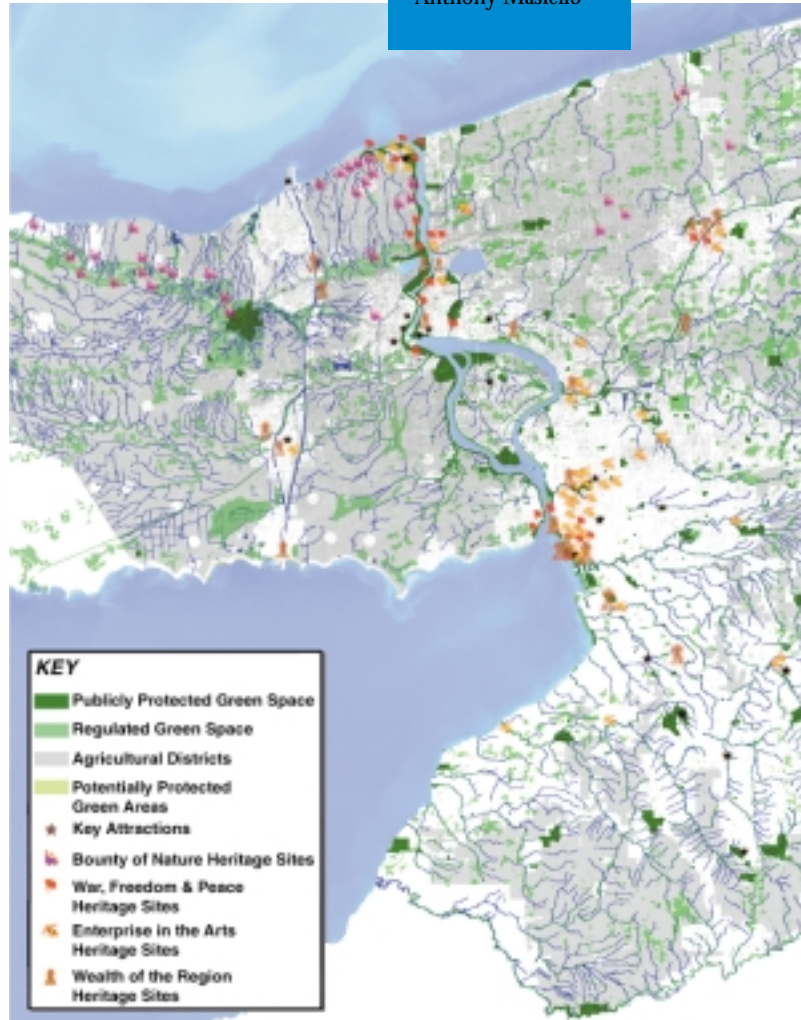 Anthony Masiello
KEY
Publicly Protected Green Space
Regulated Green Space
Agricultural Districts
Potentially Protected
Green Areas
Key Attractions
Bounty of Nature Heritage Sites
War, Freedom & Peace
Heritage Sites
Enterprise in the Arts
Heritage Sites
Wealth of the Region
Heritage Sites